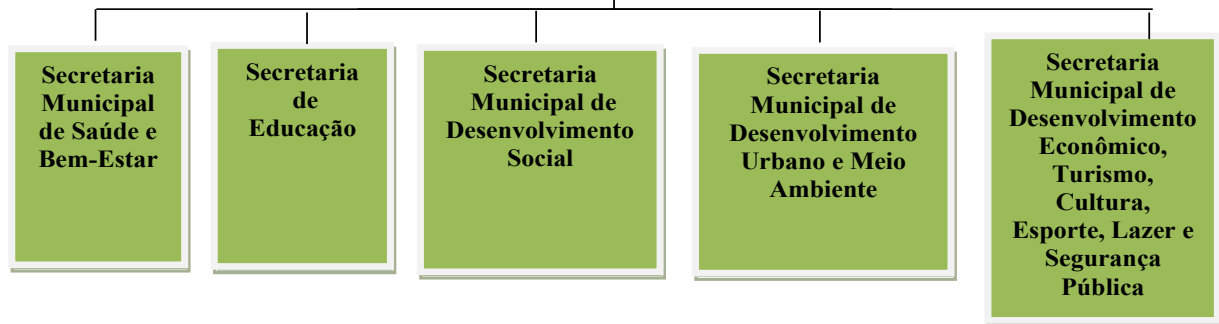 Secretaria
Municipal
de Saúde e
Bem-Estar
Secretaria
de
Educação
Secretaria
Municipal de
Desenvolvimento
Social
Secretaria
Municipal de
Desenvolvimento
Urbano e Meio
Ambiente
Secretaria
Municipal de
Desenvolvimento
Econômico,
Turismo,
Cultura,
Esporte, Lazer e
Segurança
Pública